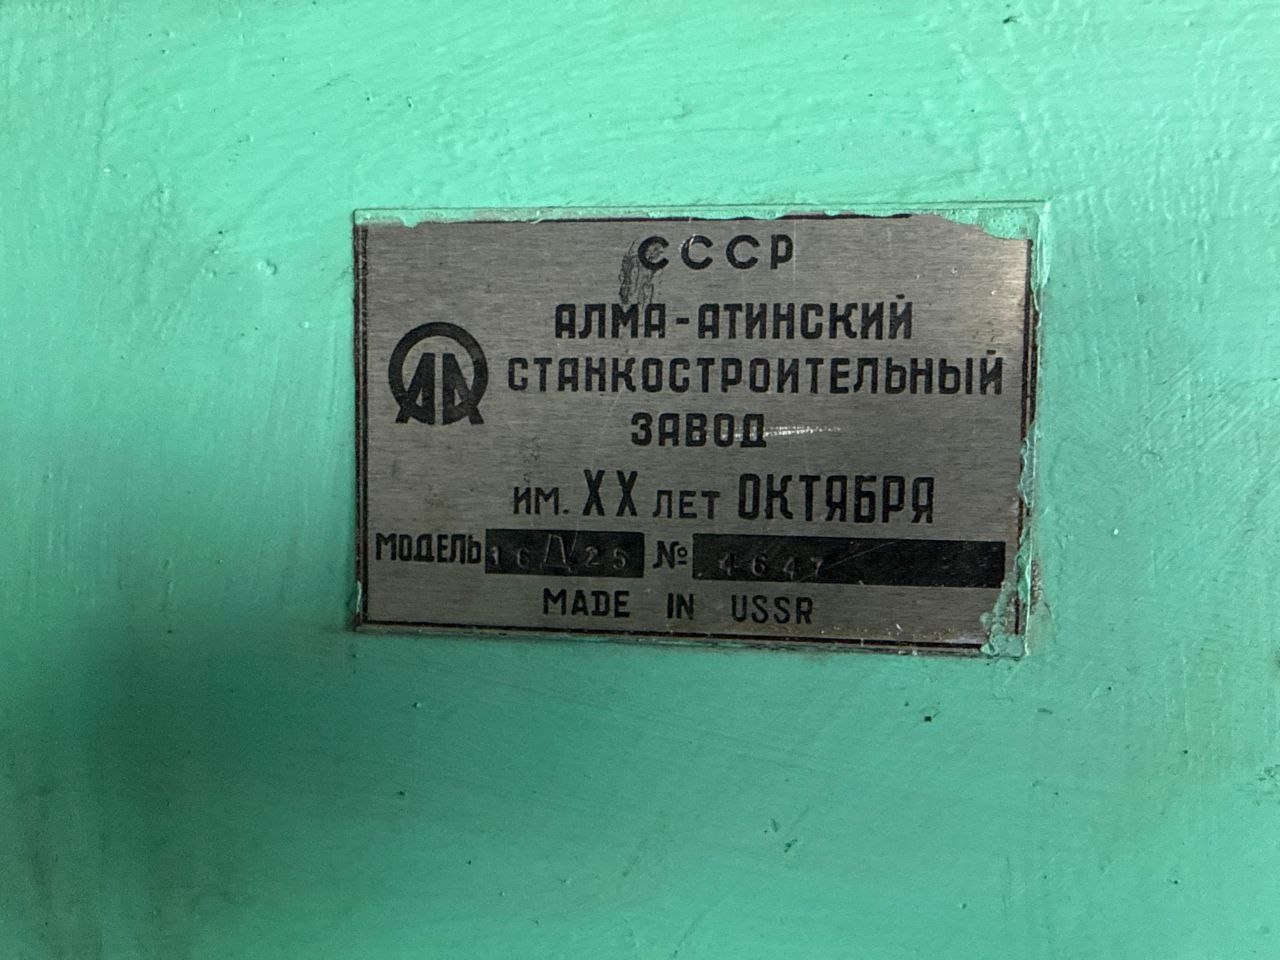 СССР
АЛМА-АТИНСКИЙ
СТАНКОСТРОИТЕЛЬНЫЙ
ЗАВОД
ИМ. XX ЛЕТ ОКТЯБРЯ
МОДЕЛЬ 16Д25 № 4647
MADE IN USSR